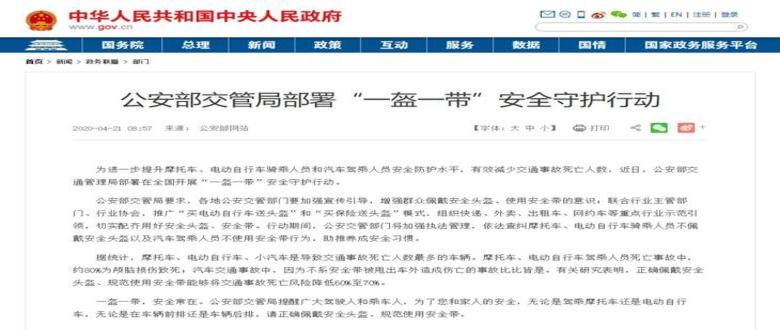 中华人民共和国中央人民政府
www.gov.cn
简 | 繁 | EN | 注册 | 登录
国务院 总理 新闻 政策 互动 服务 数据 国情 国家政务服务平台
首页 > 新闻 > 政务联播 > 部门
公安部交管局部署“一盔一带”安全守护行动
2020-04-21 08:57 来源: 公安部网站
【字体: 大 中 小】 打印
为进一步提升摩托车、电动自行车骑乘人员和汽车驾乘人员安全防护水平,有效减少交通事故死亡人数,近日,公安部交
通管理局部署在全国开展“一盔一带”安全守护行动。
公安部交管局要求,各地公安交管部门要加强宣传引导,增强群众佩戴安全头盔、使用安全带的意识;联合行业主管部
门、行业协会,推广“买电动自行车送头盔”和“买保险送头盔”模式,组织快递、外卖、出租车、网约车等重点行业示范引
领,切实配齐用好安全头盔、安全带。行动期间,公安交管部门将加强执法管理,依法查纠摩托车、电动自行车骑乘人员不佩
戴安全头盔以及汽车驾乘人员不使用安全带行为,助推养成安全习惯。
据统计,摩托车、电动自行车、小汽车是导致交通事故死亡人数最多的车辆。摩托车、电动自行车驾乘人员死亡事故中,
约80%为颅脑损伤致死,汽车交通事故中,因为不系安全带被甩出车外造成伤亡的事故比比皆是。有关研究表明,正确佩戴安全
头盔、规范使用安全带能够将交通事故死亡风险降低60%至70%。
一盔一带,安全常在。公安部交管局提醒广大驾驶人和乘车人,为了您和家人的安全,无论是驾乘摩托车还是电动自行
车,无论是在车辆前排还是车辆后排,请正确佩戴安全头盔、规范使用安全带。